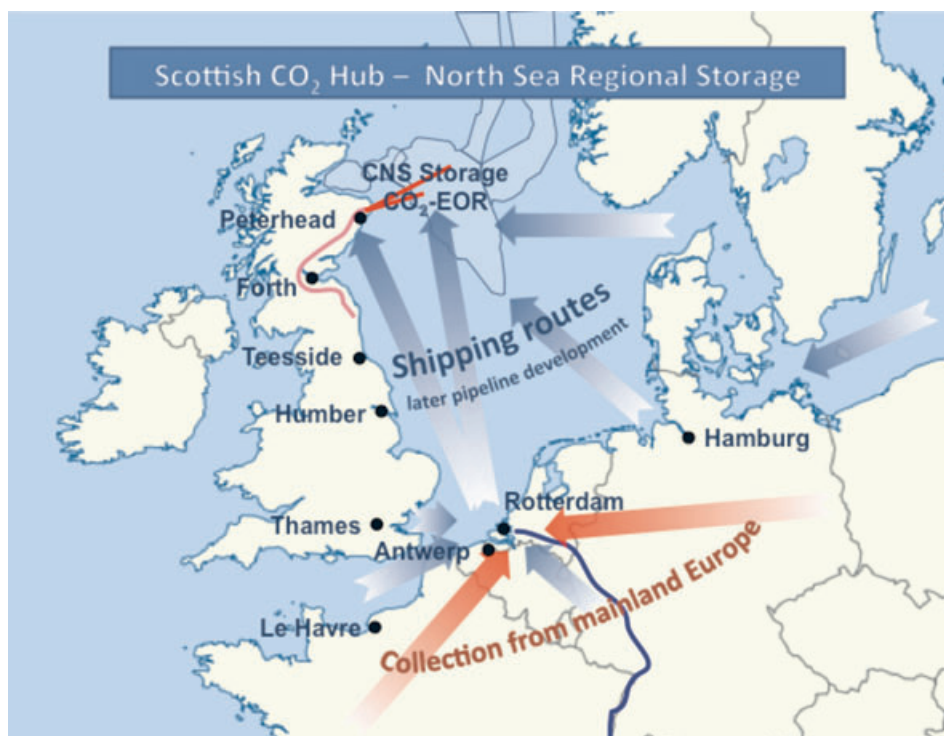 Scottish CO₂ Hub – North Sea Regional Storage
CNS Storage
CO₂-EOR
Peterhead
Forth
Shipping routes
later pipeline development
Teesside
Humber
Hamburg
Rotterdam
Thames
Antwerp
Collection from mainland Europe
Le Havre